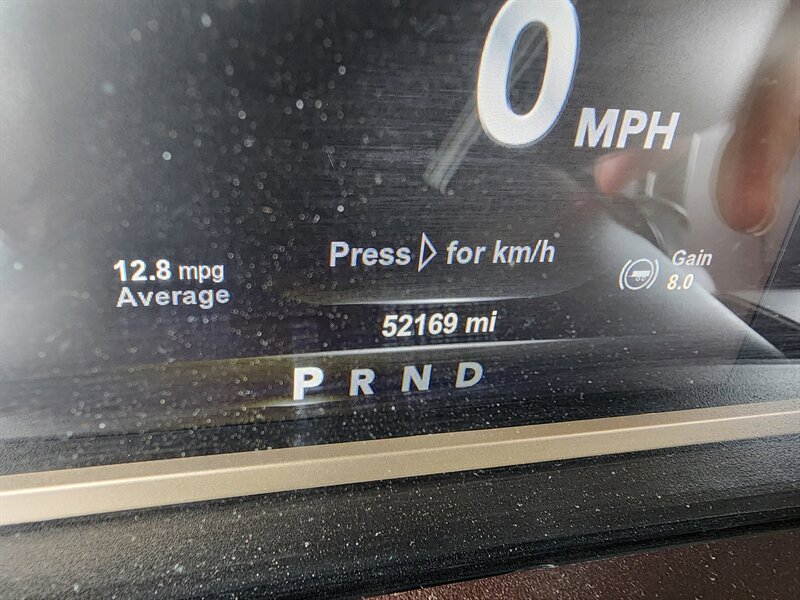 0 MPH
Press ▷ for km/h
12.8 mpg
Average
Gain
8.0
52169 mi
P R N D